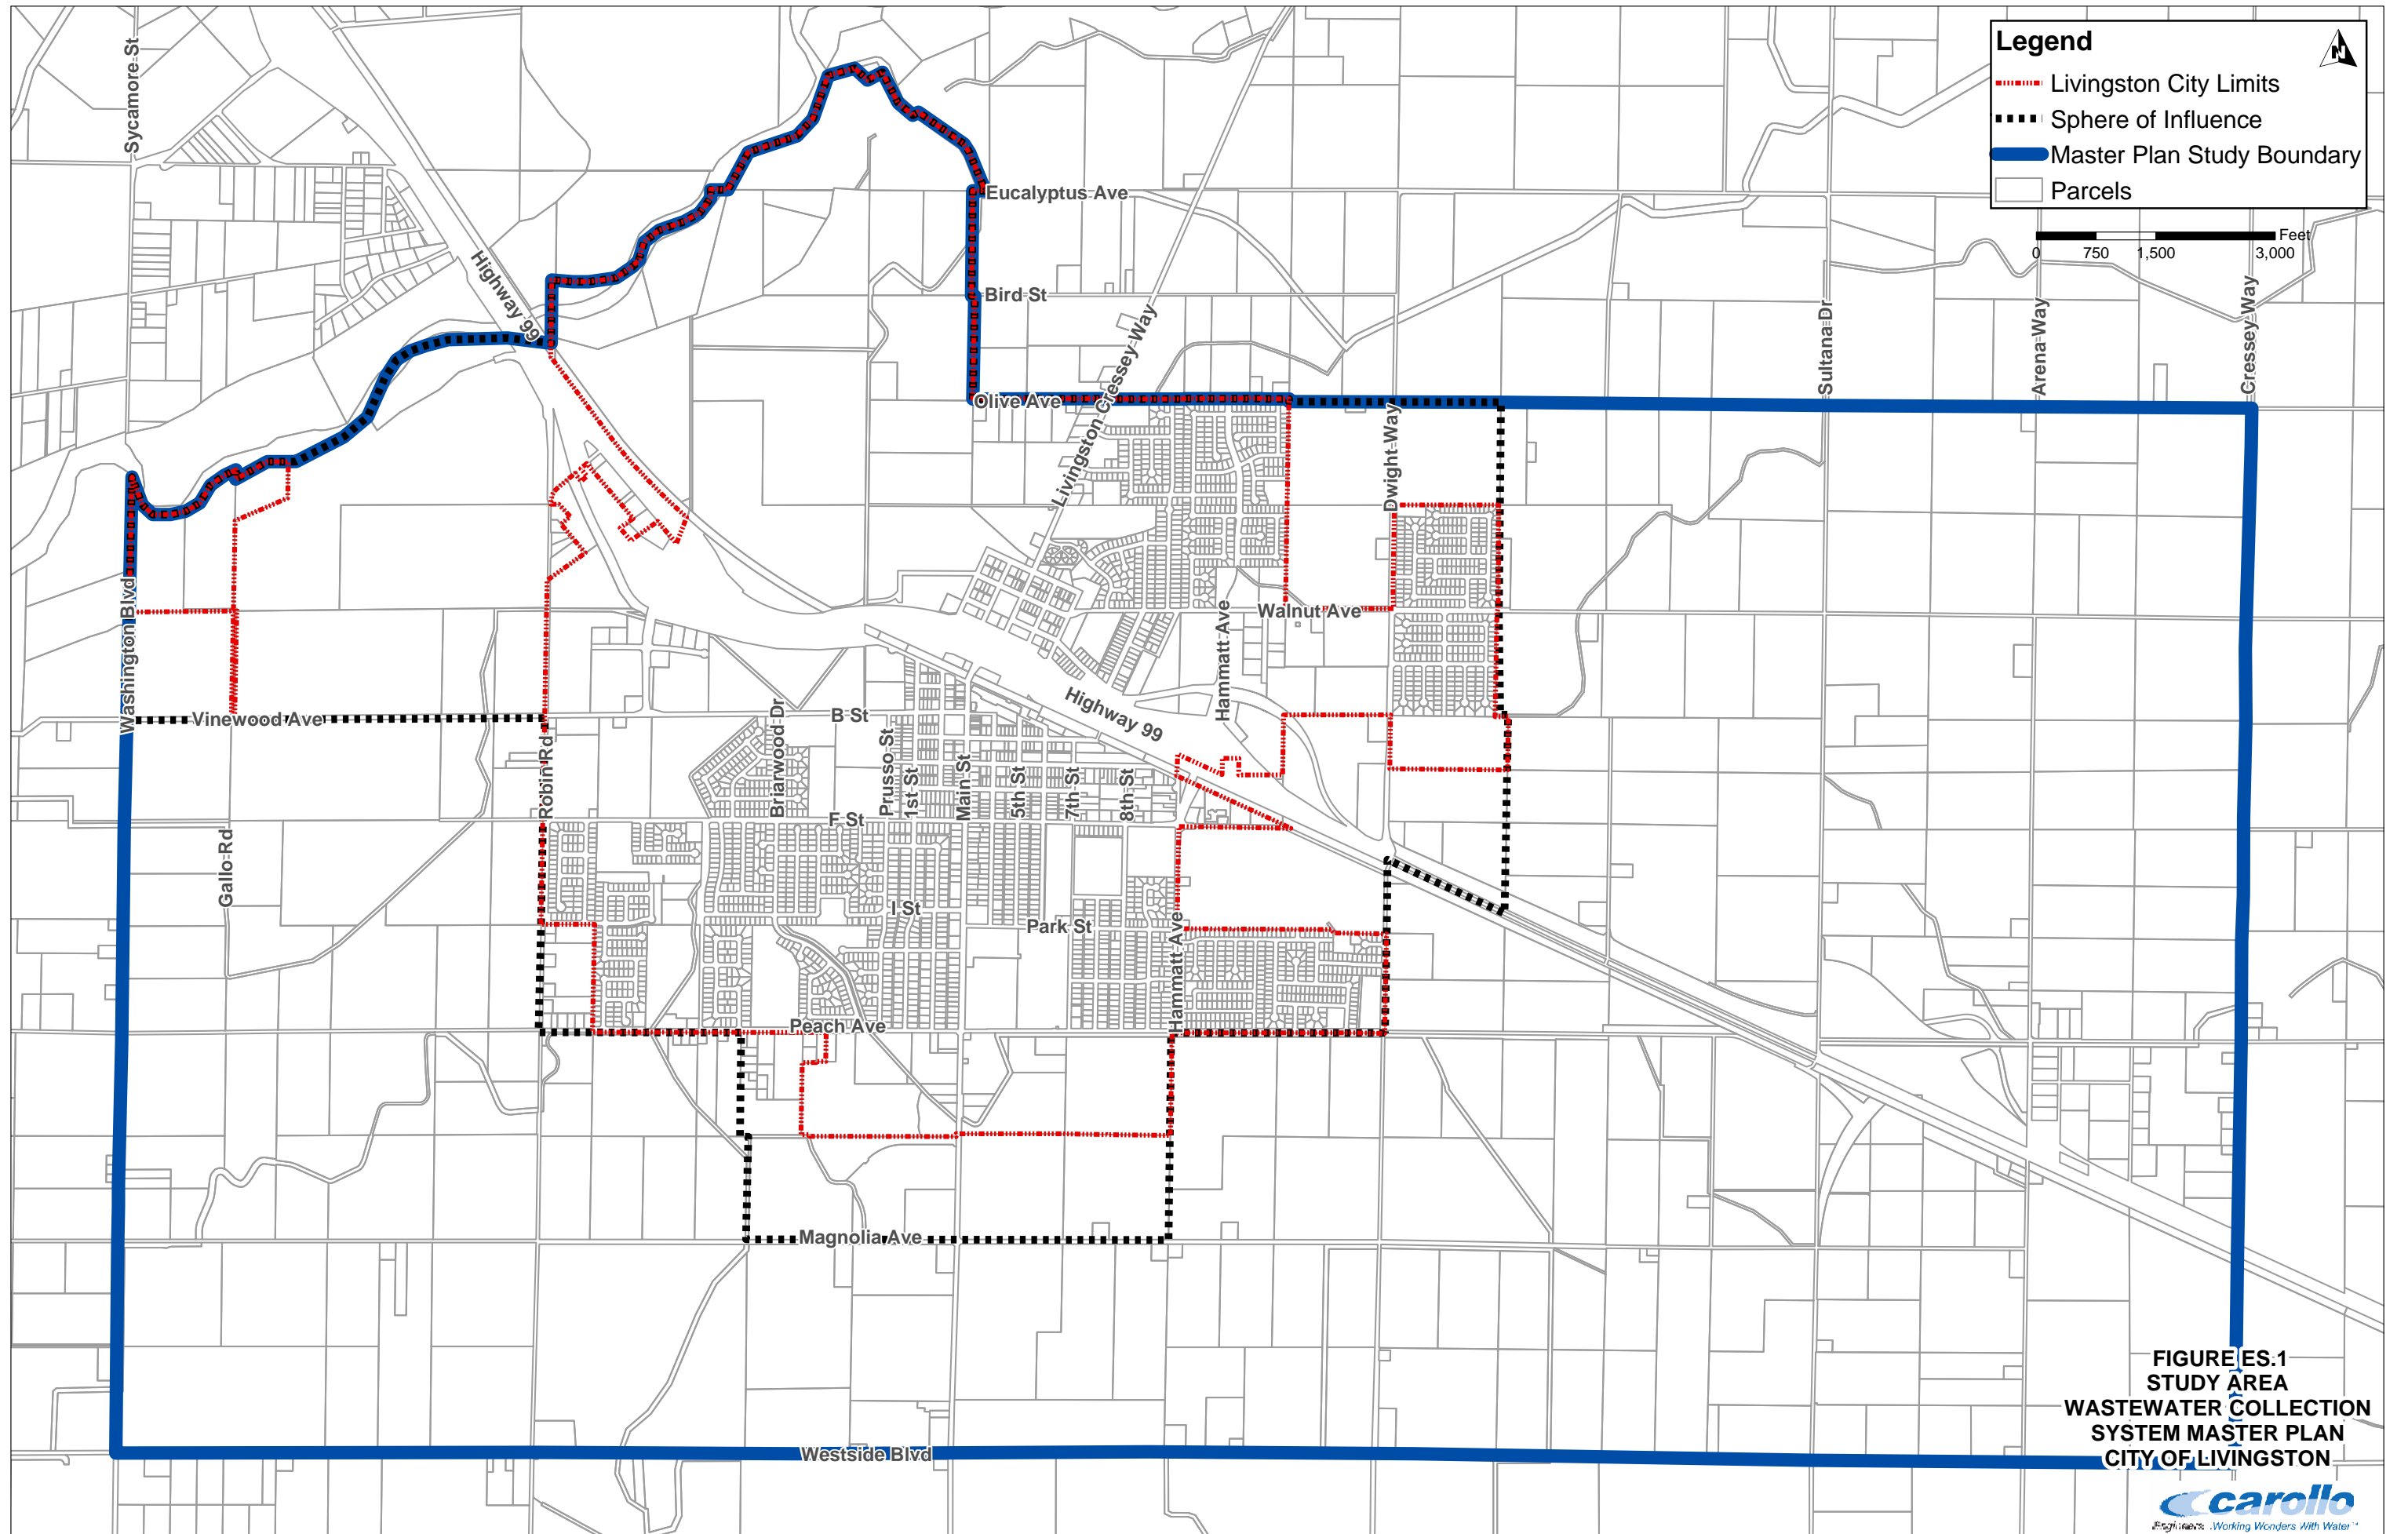 Legend
N
Livingston City Limits
Sphere of Influence
Master Plan Study Boundary
Parcels
Feet
0 750 1,500 3,000
Sycamore St
Highway 99
Eucalyptus Ave
Bird St
Livingston Cressey Way
Olive Ave
Sultana Dr
Arena Way
Cressey Way
Dwight Way
Washington Blvd
Hammatt Ave
Walnut Ave
Vinewood Ave
Robin Rd
Briarwood Dr
B St
Highway 99
Prusso St
1st St
Main St
5th St
7th St
8th St
F St
Gallo Rd
I St
Park St
Hammatt Ave
Peach Ave
Magnolia Ave
Westside Blvd
FIGURE ES.1
STUDY AREA
WASTEWATER COLLECTION
SYSTEM MASTER PLAN
CITY OF LIVINGSTON
carollo
Engineers...Working Wonders With Water™